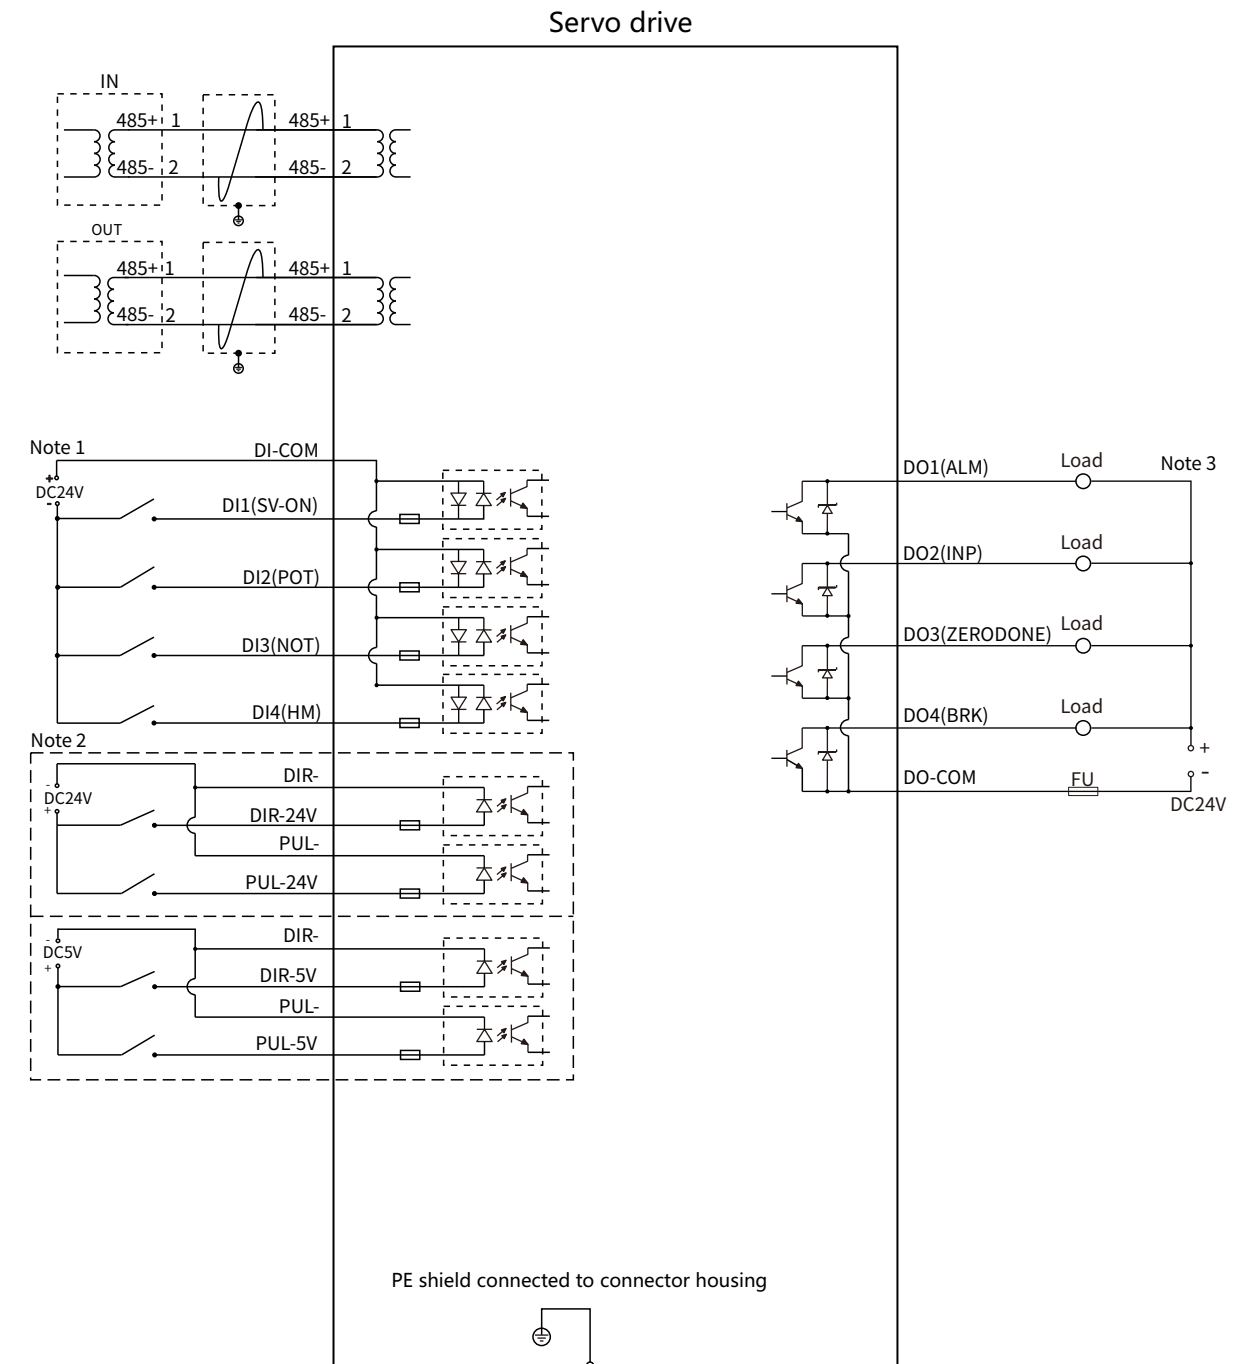 Servo drive
IN
485+ 1 485+ 1
485- 2 485- 2
OUT
485+ 1 485+ 1
485- 2 485- 2
Note 1
DI-COM
+
DC24V
-
DI1(SV-ON)
DI2(POT)
DI3(NOT)
DI4(HM)
Note 2
DIR-
-
DC24V
+
DIR-24V
PUL-
PUL-24V
DIR-
-
DC5V
+
DIR-5V
PUL-
PUL-5V
DO1(ALM) Load Note 3
DO2(INP) Load
DO3(ZERODONE) Load
DO4(BRK) Load
+
DO-COM FU -
DC24V
PE shield connected to connector housing